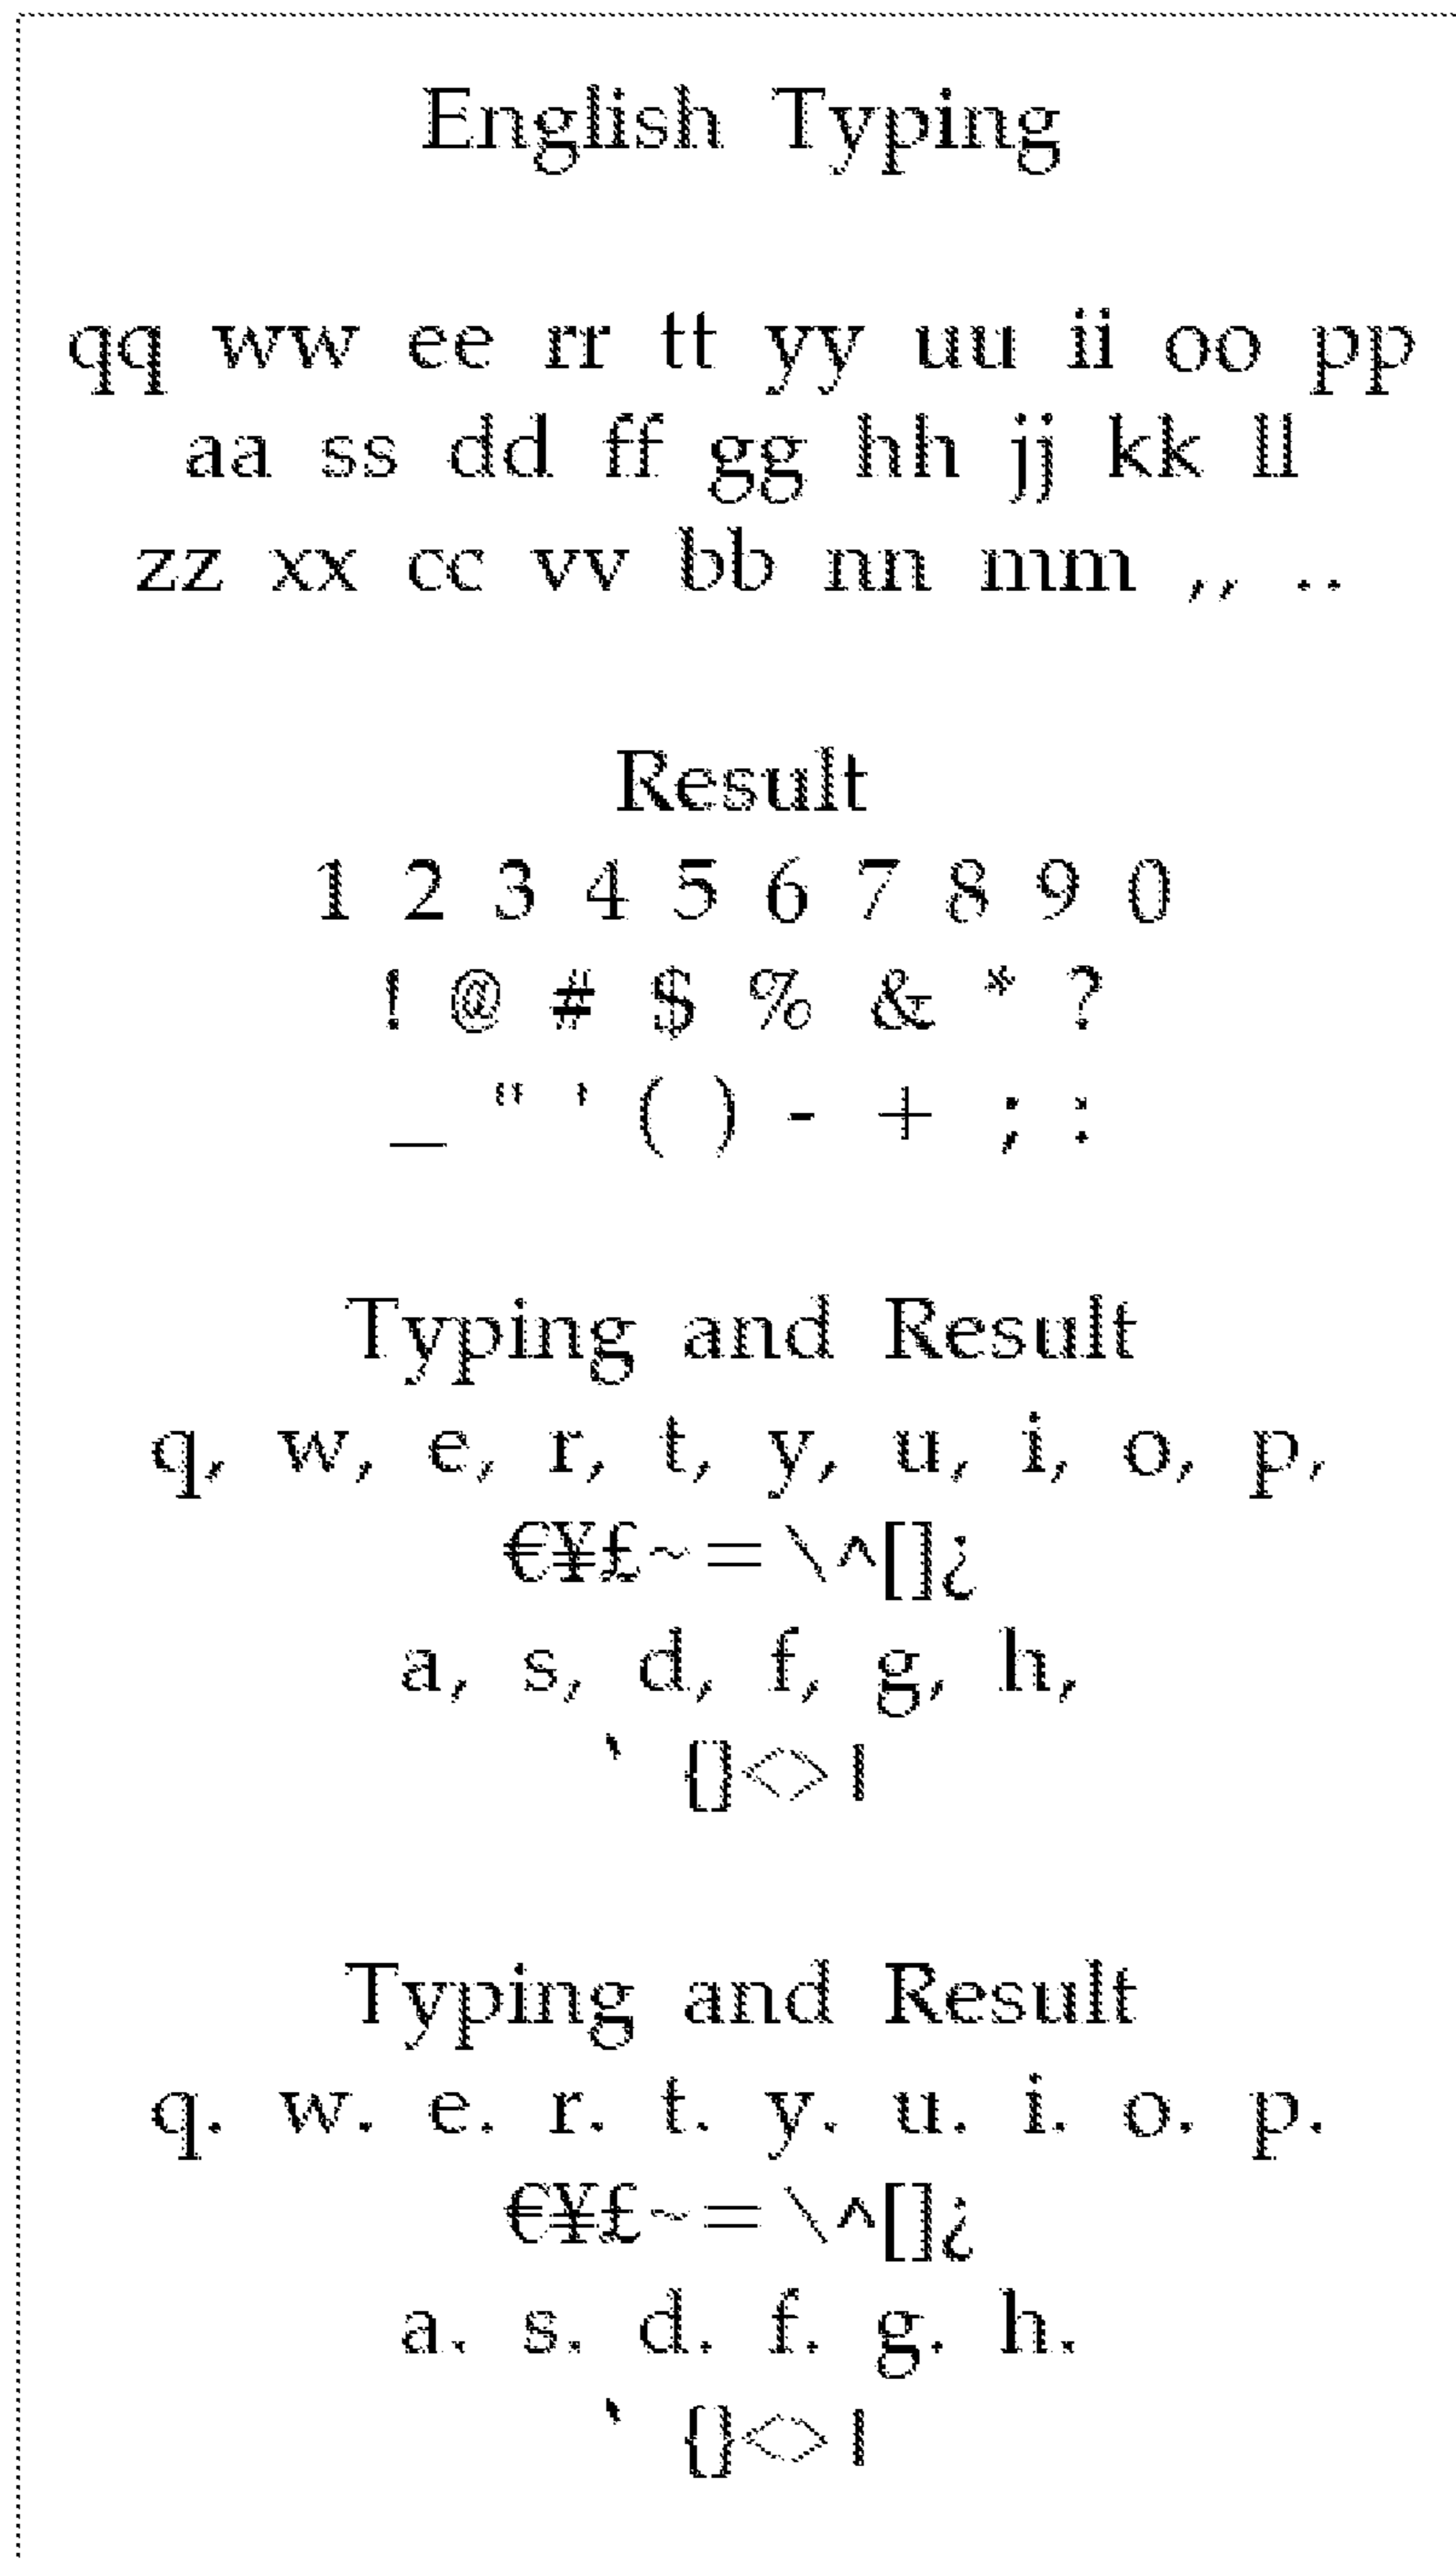 English Typing
qq ww ee rr tt yy uu ii oo pp
aa ss dd ff gg hh jj kk ll
zz xx cc vv bb nn mm ,, ..
Result
1 2 3 4 5 6 7 8 9 0
! @ # $ % & * ?
_ " ' ( ) - + ; :
Typing and Result
q, w, e, r, t, y, u, i, o, p,
€¥£~=\^[]¿
a, s, d, f, g, h,
` {}<>|
Typing and Result
q. w. e. r. t. y. u. i. o. p.
€¥£~=\^[]¿
a. s. d. f. g. h.
` {}<>|